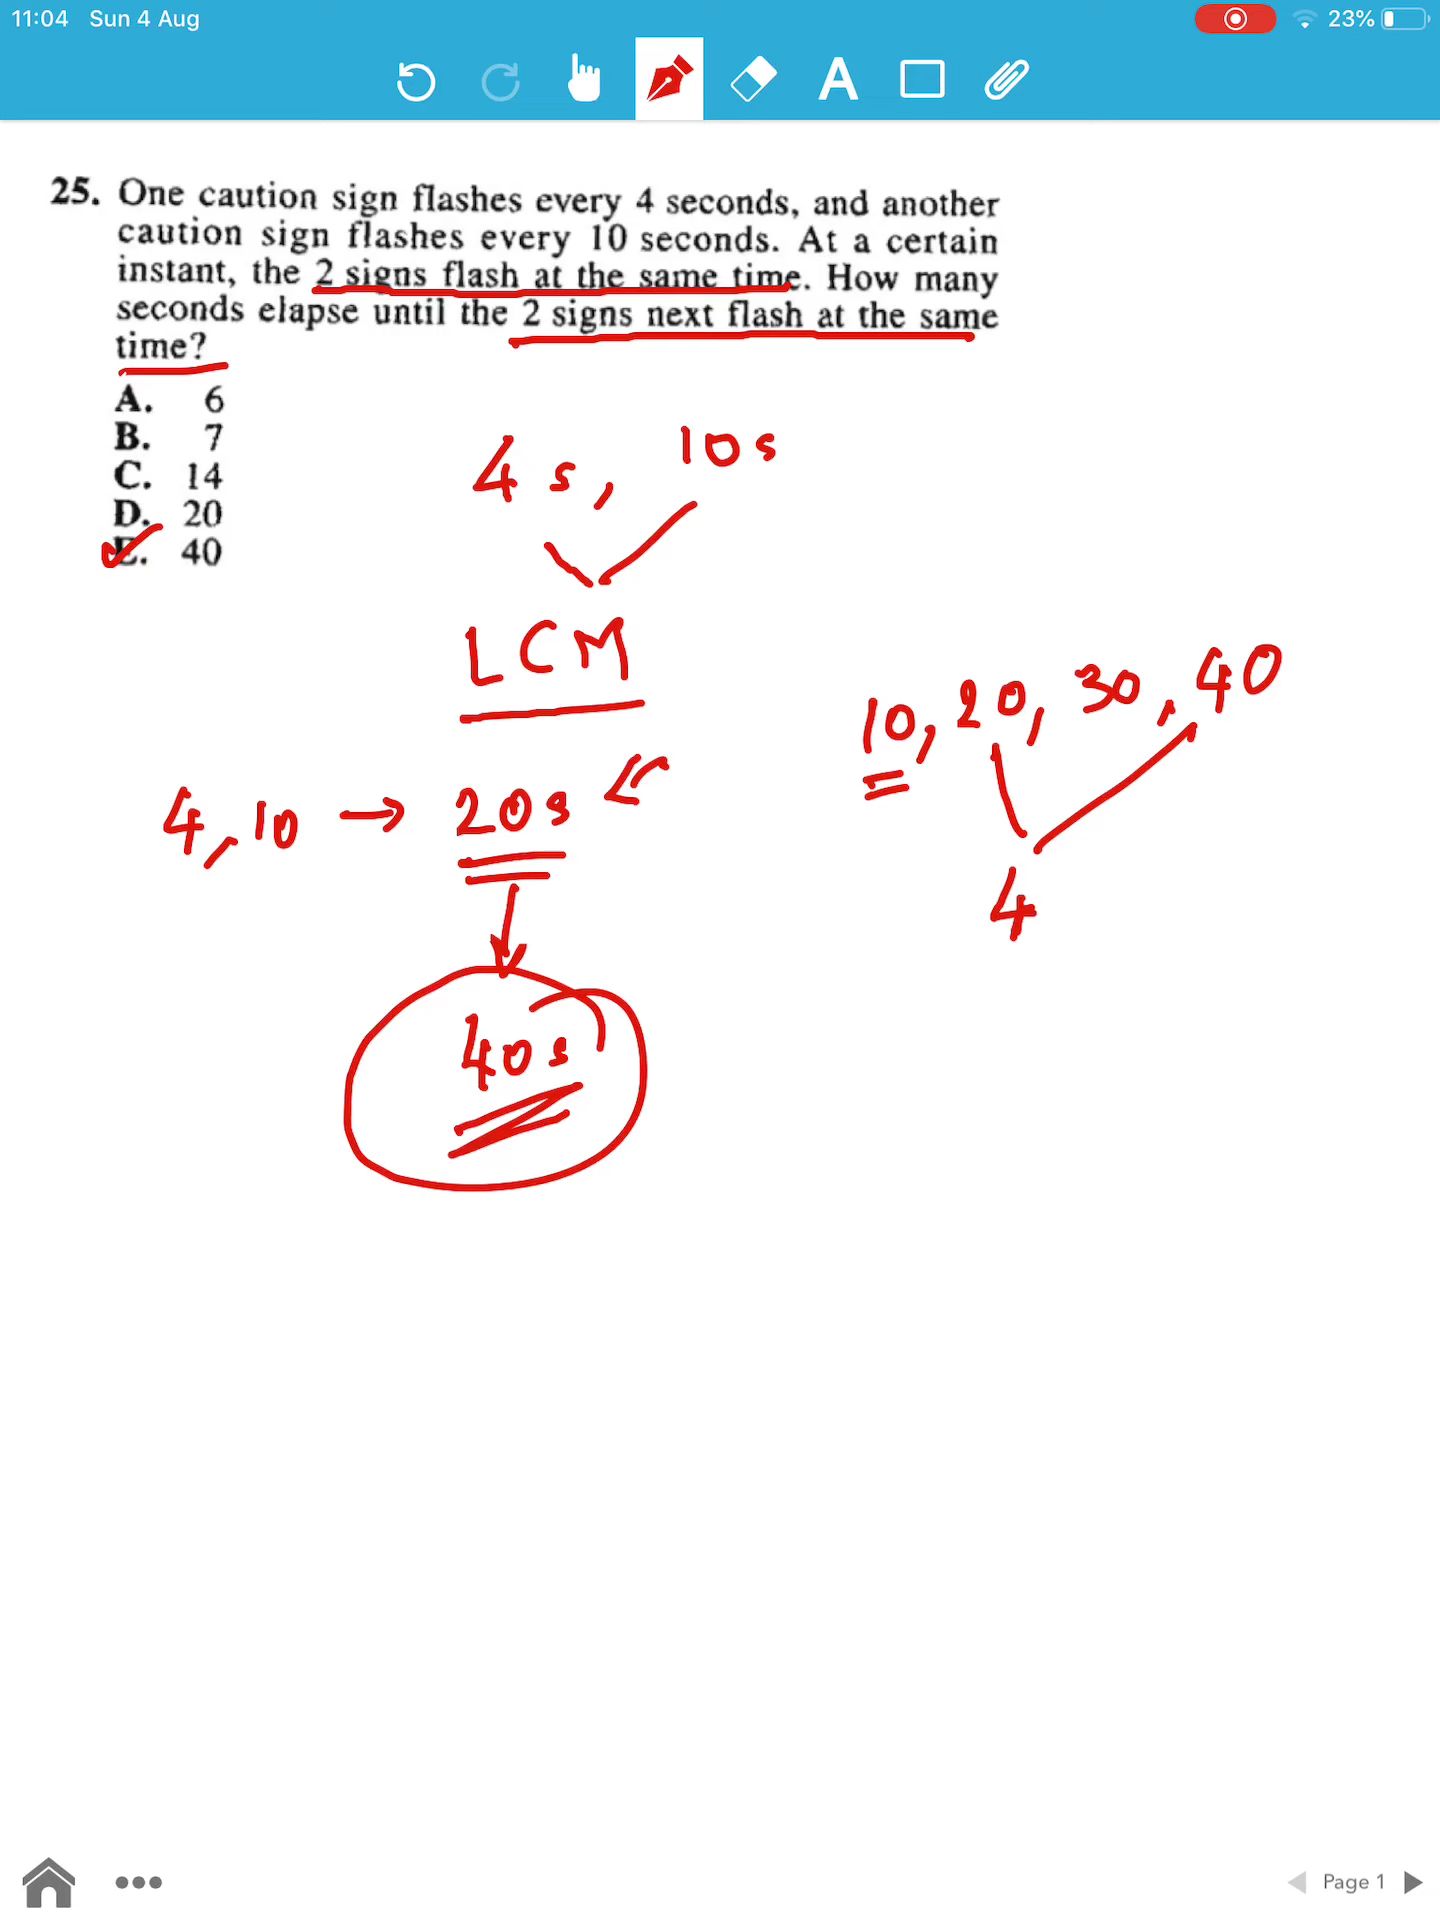 11:04 Sun 4 Aug
23%
A
25. One caution sign flashes every 4 seconds, and another
caution sign flashes every 10 seconds. At a certain
instant, the 2 signs flash at the same time. How many
seconds elapse until the 2 signs next flash at the same
time?
A. 6
B. 7
C. 14
D. 20
E. 40
4 s, 10 s
LCM
10, 20, 30, 40
4, 10 → 20s
4
40s
Page 1